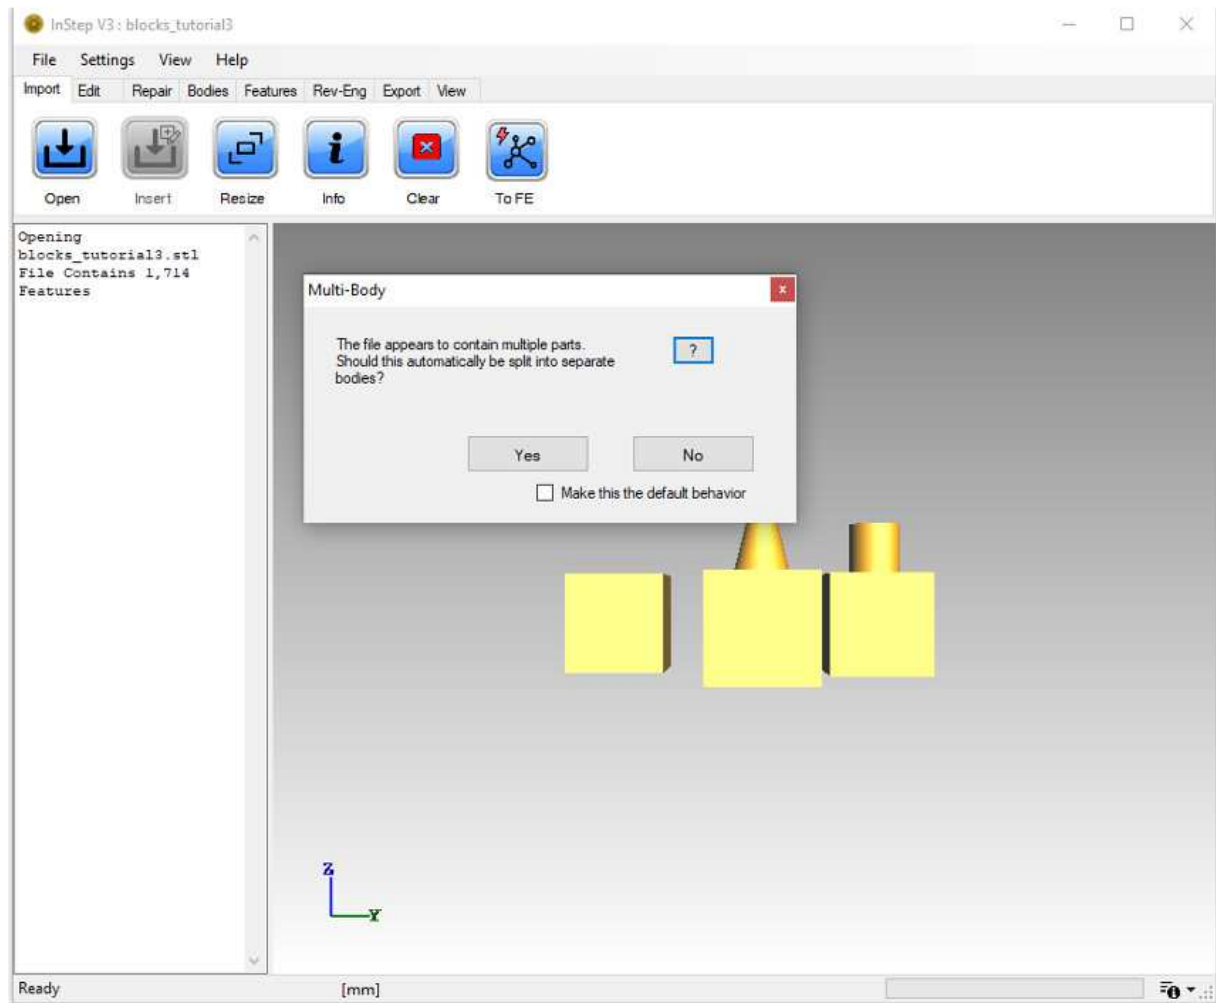 InStep V3 : blocks_tutorial3
File Settings View Help
Import Edit Repair Bodies Features Rev-Eng Export View
Open Insert Resize Info Clear To FE
Opening
blocks_tutorial3.stl
File Contains 1,714
Features
Multi-Body
The file appears to contain multiple parts.
Should this automatically be split into separate
bodies?
?
Yes No
Make this the default behavior
Z
Y
Ready [mm]